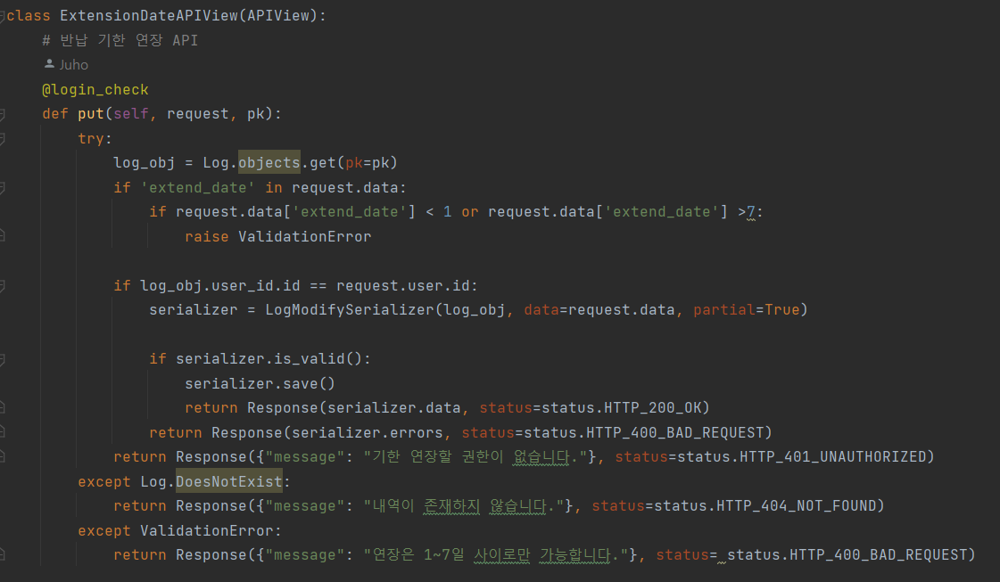 class ExtensionDateAPIView(APIView):
    # 반납 기한 연장 API
    Juho
    @login_check
    def put(self, request, pk):
        try:
            log_obj = Log.objects.get(pk=pk)
            if 'extend_date' in request.data:
                if request.data['extend_date'] < 1 or request.data['extend_date'] >7:
                    raise ValidationError
            if log_obj.user_id.id == request.user.id:
                serializer = LogModifySerializer(log_obj, data=request.data, partial=True)
                if serializer.is_valid():
                    serializer.save()
                    return Response(serializer.data, status=status.HTTP_200_OK)
                return Response(serializer.errors, status=status.HTTP_400_BAD_REQUEST)
            return Response({"message": "기한 연장할 권한이 없습니다."}, status=status.HTTP_401_UNAUTHORIZED)
        except Log.DoesNotExist:
            return Response({"message": "내역이 존재하지 않습니다."}, status=status.HTTP_404_NOT_FOUND)
        except ValidationError:
            return Response({"message": "연장은 1~7일 사이로만 가능합니다."}, status= status.HTTP_400_BAD_REQUEST)